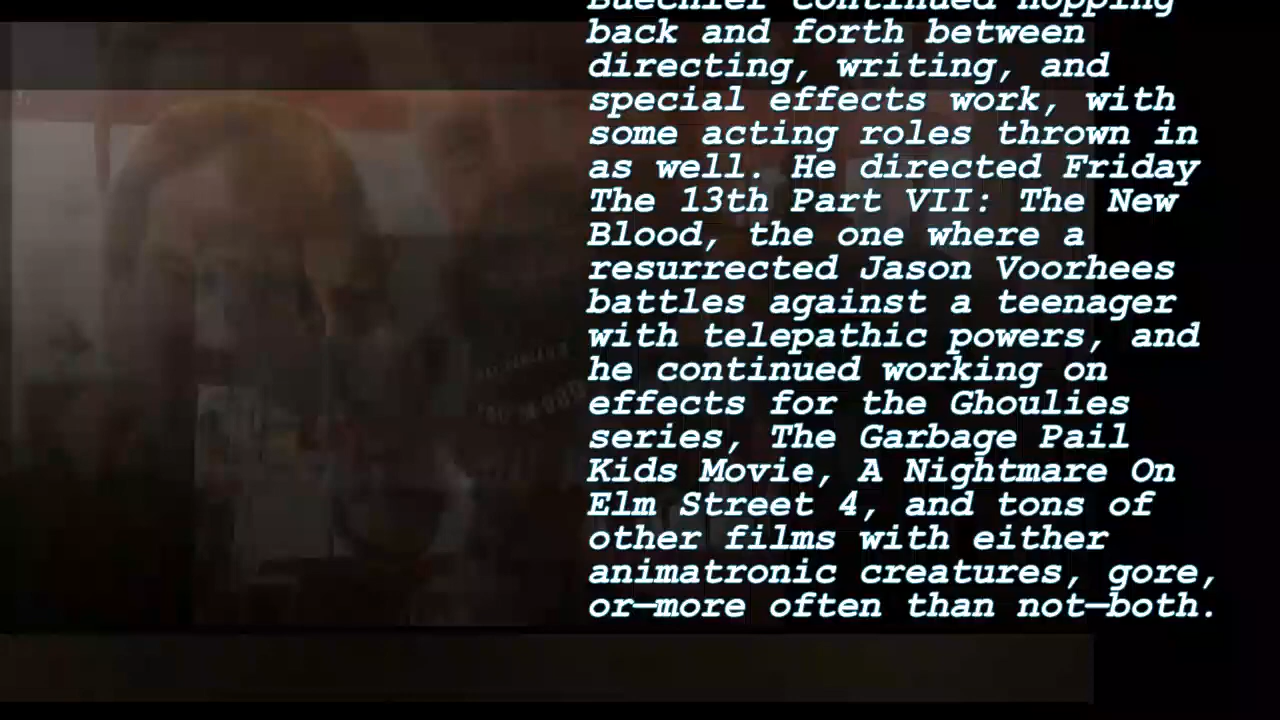 Buechler continued hopping
back and forth between
directing, writing, and
special effects work, with
some acting roles thrown in
as well. He directed Friday
The 13th Part VII: The New
Blood, the one where a
resurrected Jason Voorhees
battles against a teenager
with telepathic powers, and
he continued working on
effects for the Ghoulies
series, The Garbage Pail
Kids Movie, A Nightmare On
Elm Street 4, and tons of
other films with either
animatronic creatures, gore,
or—more often than not—both.